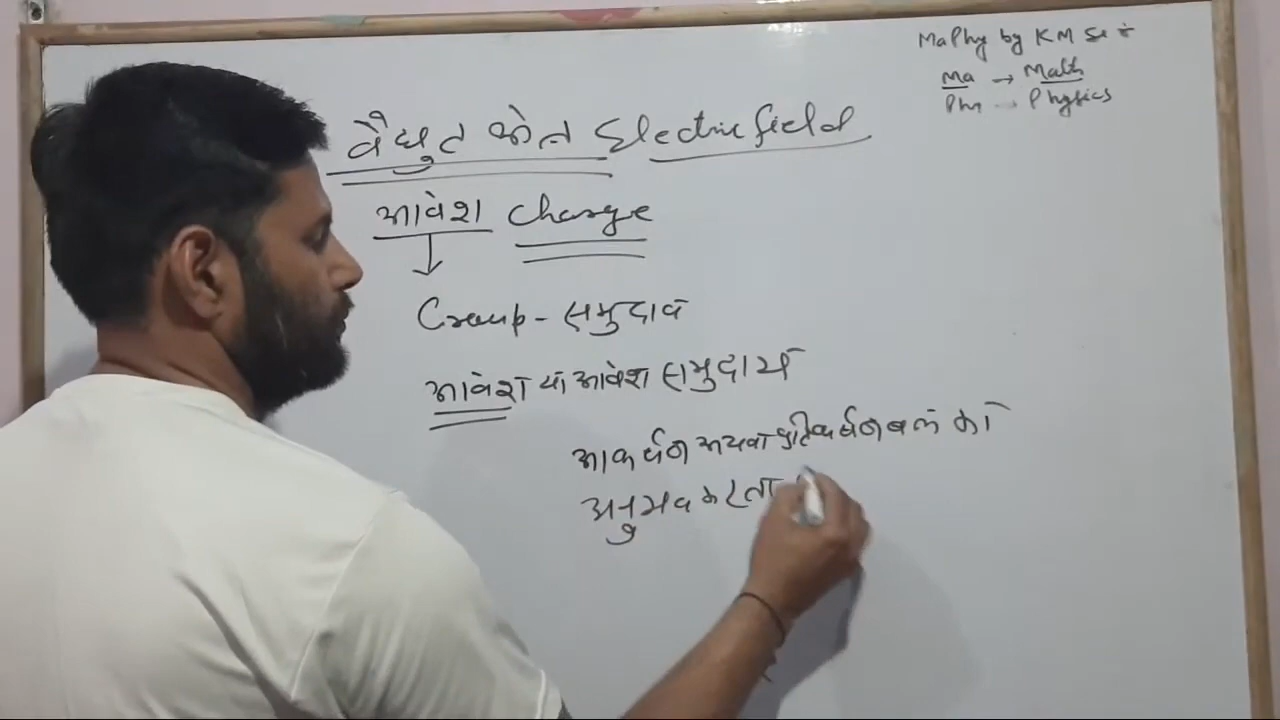 MaPhy by KM Sir
Ma → Math
Phy → Physics
वैधुत क्षेत्र Electric field
आवेश Charge
Group - समुदाय
आवेश या आवेश समुदाय
आकर्षण अथवा प्रतिकर्षण बल का
अनुभव करता